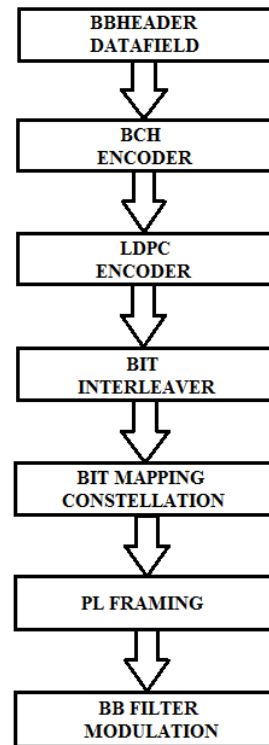 BBHEADER
DATAFIELD
BCH
ENCODER
LDPC
ENCODER
BIT
INTERLEAVER
BIT MAPPING
CONSTELLATION
PL FRAMING
BB FILTER
MODULATION